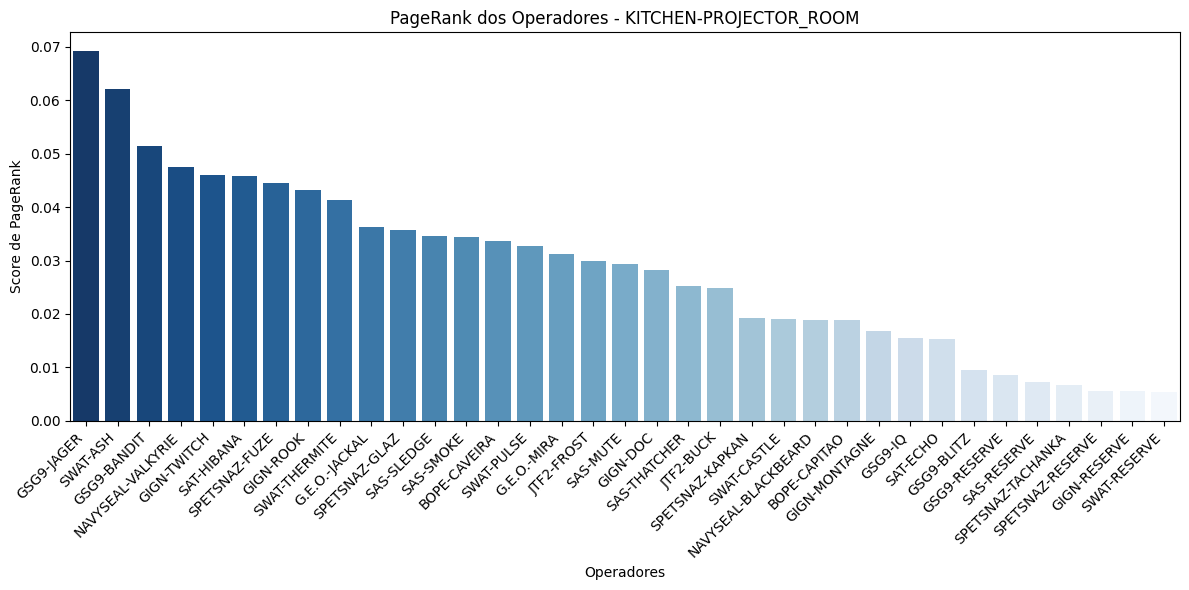 PageRank dos Operadores - KITCHEN-PROJECTOR_ROOM
Score de PageRank
0.07
0.06
0.05
0.04
0.03
0.02
0.01
0.00
GSG9-JAGER
SWAT-ASH
GSG9-BANDIT
NAVYSEAL-VALKYRIE
GIGN-TWITCH
SAT-HIBANA
SPETSNAZ-FUZE
GIGN-ROOK
SWAT-THERMITE
G.E.O.-JACKAL
SPETSNAZ-GLAZ
SAS-SLEDGE
SAS-SMOKE
BOPE-CAVEIRA
SWAT-PULSE
G.E.O.-MIRA
JTF2-FROST
SAS-MUTE
GIGN-DOC
SAS-THATCHER
JTF2-BUCK
SPETSNAZ-KAPKAN
SWAT-CASTLE
NAVYSEAL-BLACKBEARD
BOPE-CAPITAO
GIGN-MONTAGNE
GSG9-IQ
SAT-ECHO
GSG9-BLITZ
GSG9-RESERVE
SAS-RESERVE
SPETSNAZ-TACHANKA
SPETSNAZ-RESERVE
GIGN-RESERVE
SWAT-RESERVE
Operadores